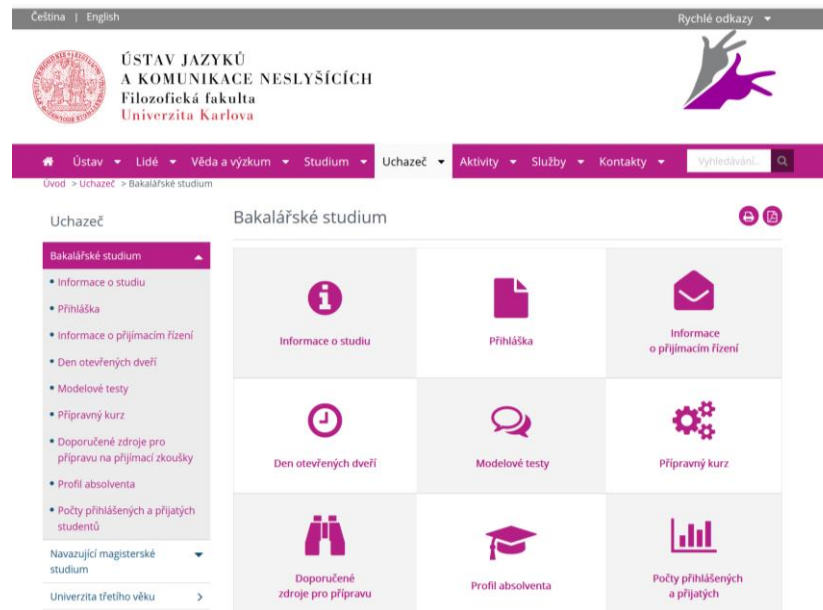 Čeština | English
Rychlé odkazy
ÚSTAV JAZYKŮ
A KOMUNIKACE NESLYŠÍCÍCH
Filozofická fakulta
Univerzita Karlova
Ústav Lidé Věda a výzkum Studium Uchazeč Aktivity Služby Kontakty Vyhledávání..
Úvod > Uchazeč > Bakalářské studium
Uchazeč
Bakalářské studium
• Informace o studiu
• Přihláška
• Informace o přijímacím řízení
• Den otevřených dveří
• Modelové testy
• Přípravný kurz
• Doporučené zdroje pro
přípravu na přijímací zkoušky
• Profil absolventa
• Počty přihlášených a přijatých
studentů
Navazující magisterské
studium
Univerzita třetího věku
Bakalářské studium
Informace o studiu
Přihláška
Informace
o přijímacím řízení
Den otevřených dveří
Modelové testy
Přípravný kurz
Doporučené
zdroje pro přípravu
Profil absolventa
Počty přihlášených
a přijatých